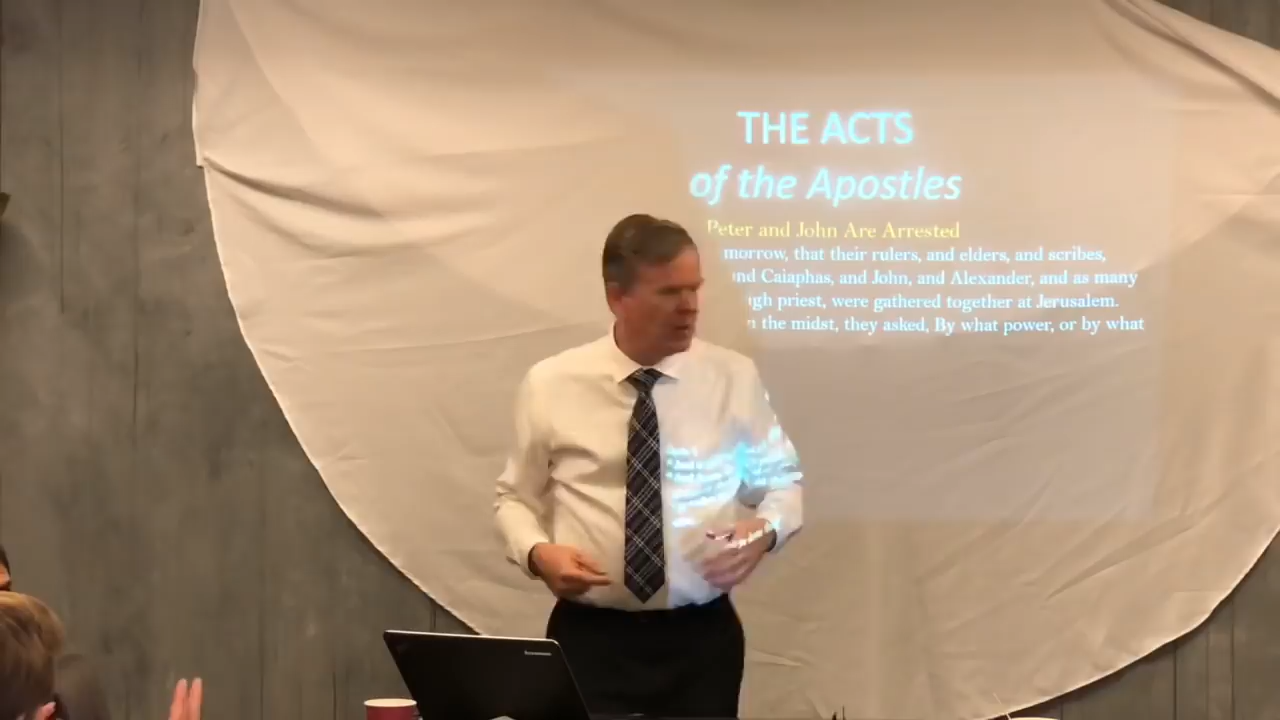 THE ACTS
of the Apostles
Peter and John Are Arrested
morrow, that their rulers, and elders, and scribes,
Caiaphas, and John, and Alexander, and as many
priest, were gathered together at Jerusalem.
the midst, they asked, By what power, or by what